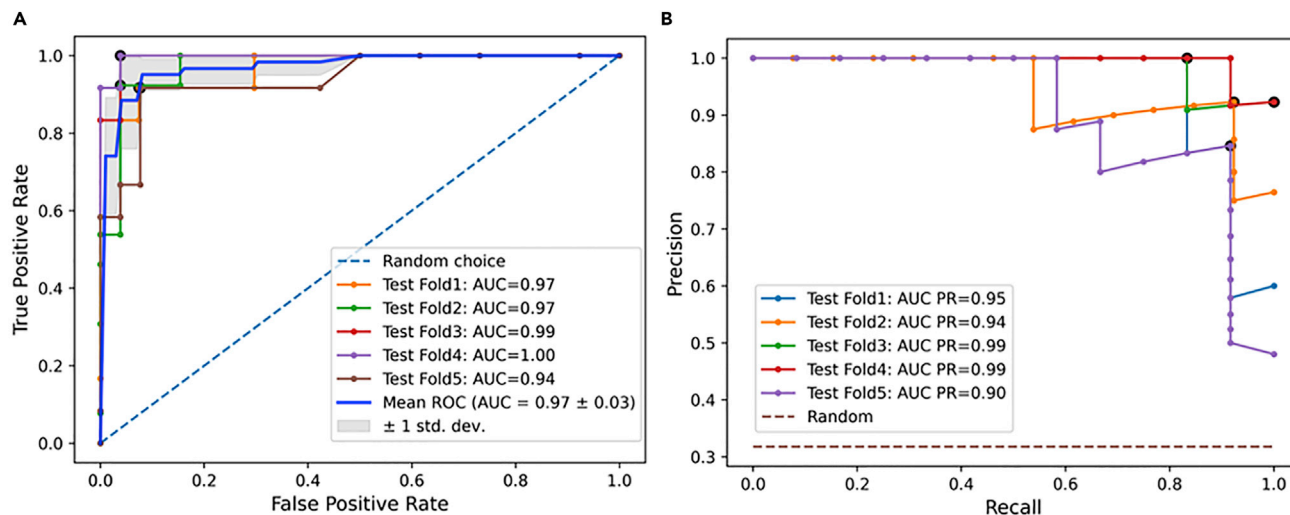 A
True Positive Rate
1.0
0.8
0.6
0.4
0.2
0.0
Random choice
Test Fold1: AUC=0.97
Test Fold2: AUC=0.97
Test Fold3: AUC=0.99
Test Fold4: AUC=1.00
Test Fold5: AUC=0.94
Mean ROC (AUC = 0.97 ± 0.03)
± 1 std. dev.
0.0 0.2 0.4 0.6 0.8 1.0
False Positive Rate
B
Precision
1.0
0.9
0.8
0.7
0.6
0.5
0.4
0.3
Test Fold1: AUC PR=0.95
Test Fold2: AUC PR=0.94
Test Fold3: AUC PR=0.99
Test Fold4: AUC PR=0.99
Test Fold5: AUC PR=0.90
Random
0.0 0.2 0.4 0.6 0.8 1.0
Recall